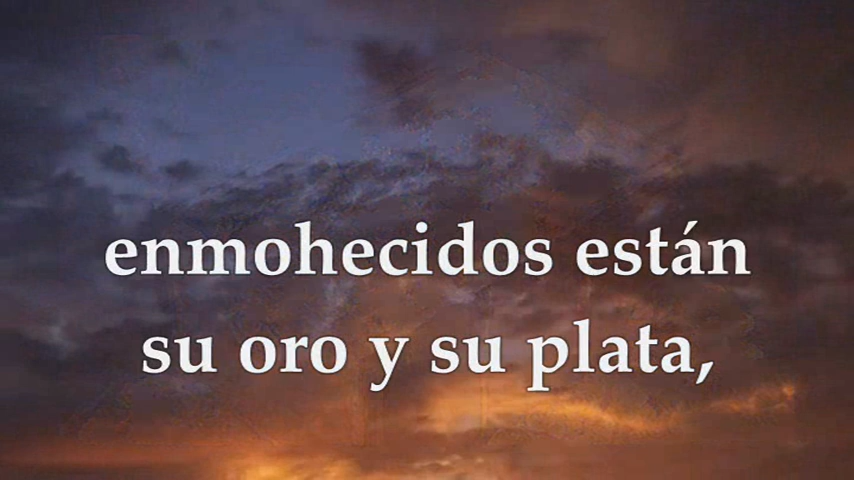 enmohecidos están
su oro y su plata,